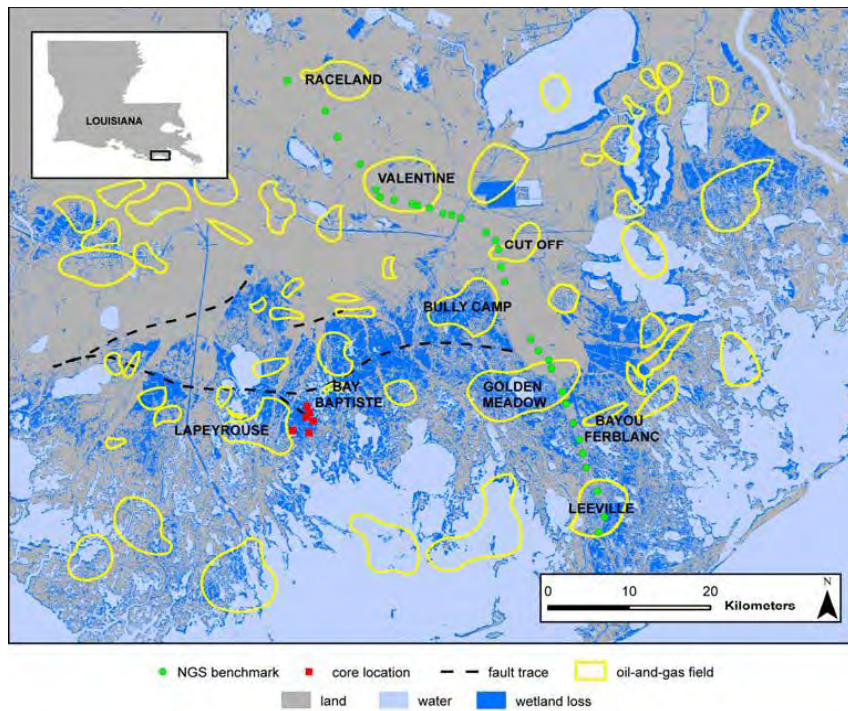 RACELAND
LOUISIANA
VALENTINE
CUT OFF
BULLY CAMP
BAY
BAPTISTE
GOLDEN
MEADOW
LAPEYROUSE
BAYOU
FERBLANC
LEEVILLE
N
0 10 20
Kilometers
NGS benchmark core location fault trace oil-and-gas field
land water wetland loss